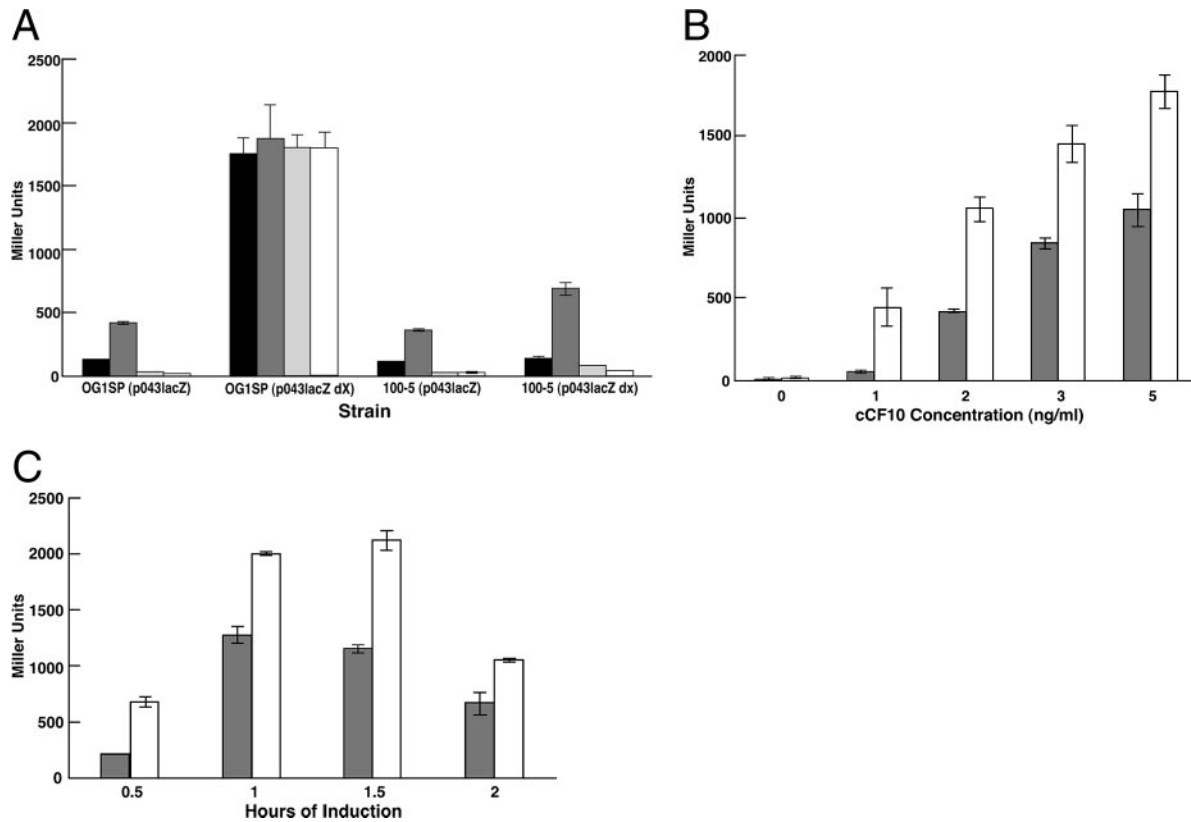 A
2500
2000
1500
1000
500
0
Miller Units
OG1SP (p043lacZ)
OG1SP (p043lacZ dX)
100-5 (p043lacZ)
100-5 (p043lacZ dx)
Strain
B
2000
1500
1000
500
0
Miller Units
0
1
2
3
5
cCF10 Concentration (ng/ml)
C
2500
2000
1500
1000
500
0
Miller Units
0.5
1
1.5
2
Hours of Induction